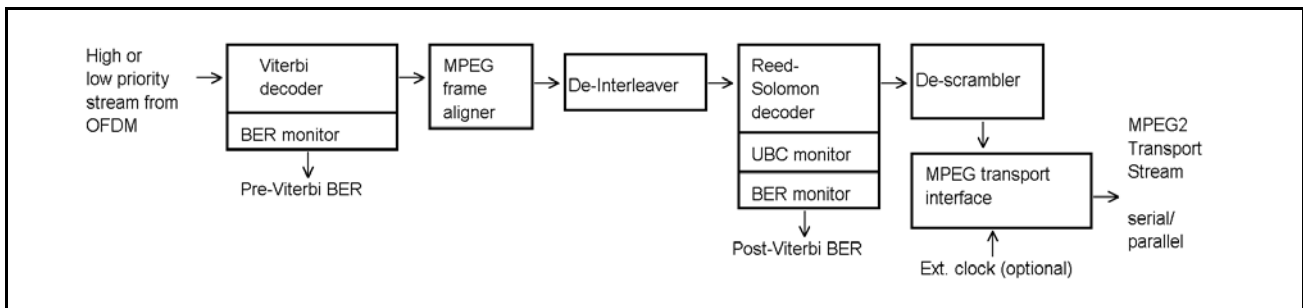 High or
low priority
stream from
OFDM
Viterbi
decoder
BER monitor
Pre-Viterbi BER
MPEG
frame
aligner
De-Interleaver
Reed-
Solomon
decoder
UBC monitor
BER monitor
Post-Viterbi BER
De-scrambler
MPEG transport
interface
Ext. clock (optional)
MPEG2
Transport
Stream
serial/
parallel